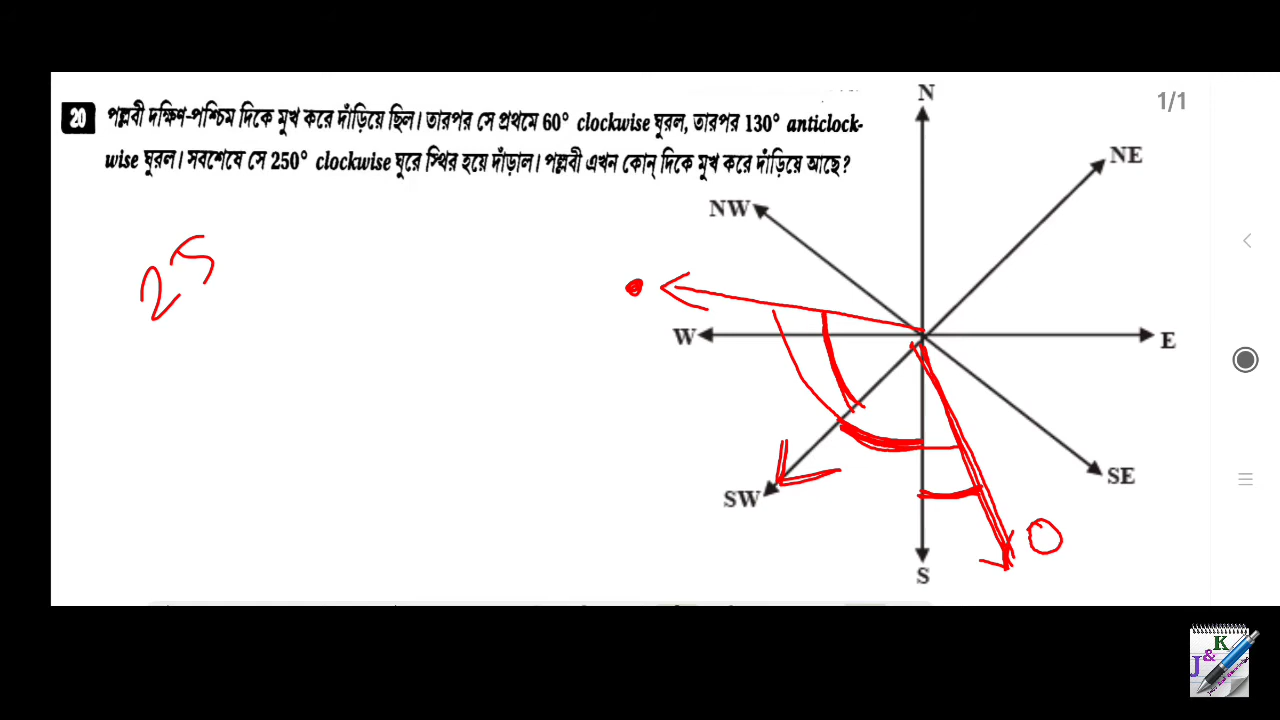 20 পল্লবী দক্ষিণ-পশ্চিম দিকে মুখ করে দাঁড়িয়ে ছিল। তারপর সে প্রথমে 60° clockwise ঘুরল, তারপর 130° anticlock-
wise ঘুরল। সবশেষে সে 250° clockwise ঘুরে স্থির হয়ে দাঁড়াল। পল্লবী এখন কোন্ দিকে মুখ করে দাঁড়িয়ে আছে?
1/1
N
NE
NW
25
W
E
SW
SE
O
S
J & K